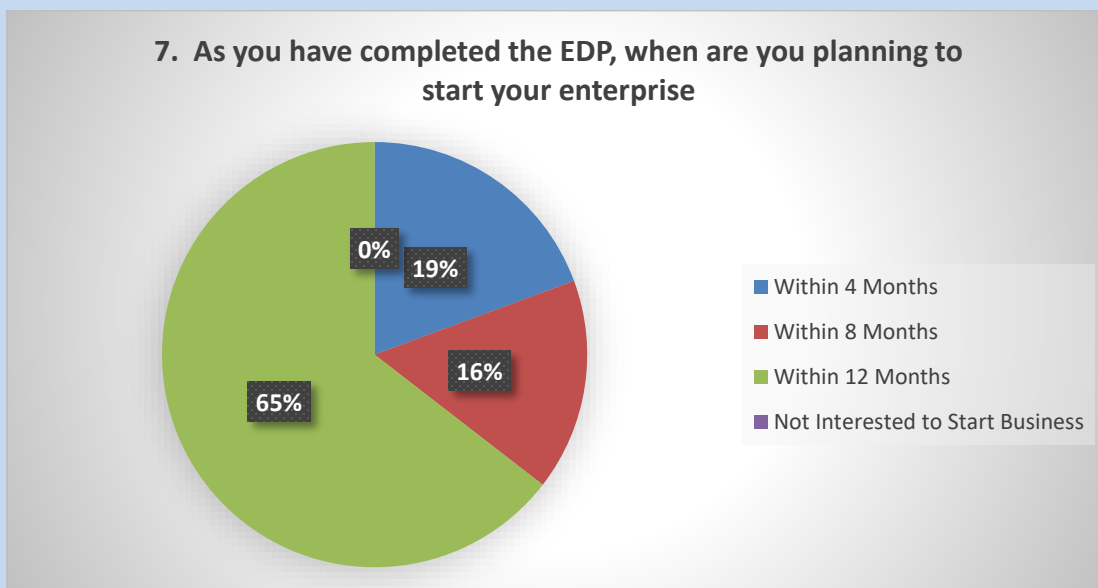 7. As you have completed the EDP, when are you planning to
start your enterprise
0%
19%
16%
65%
Within 4 Months
Within 8 Months
Within 12 Months
Not Interested to Start Business